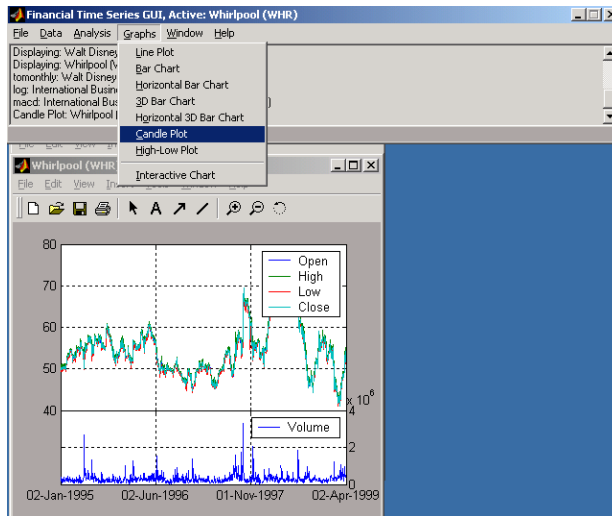 Financial Time Series GUI, Active: Whirlpool (WHR)
File Data Analysis Graphs Window Help
Displaying: Walt Disney
Displaying: Whirlpool (W
tomonthly: Walt Disney
log: International Busin
macd: International Bus
Candle Plot: Whirlpool (
Line Plot
Bar Chart
Horizontal Bar Chart
3D Bar Chart
Horizontal 3D Bar Chart
Candle Plot
High-Low Plot
Interactive Chart
Whirlpool (WHR
File Edit View
80
70
60
50
40
Open
High
Low
Close
x 10^6
4
2
0
Volume
02-Jan-1995 02-Jun-1996 01-Nov-1997 02-Apr-1999